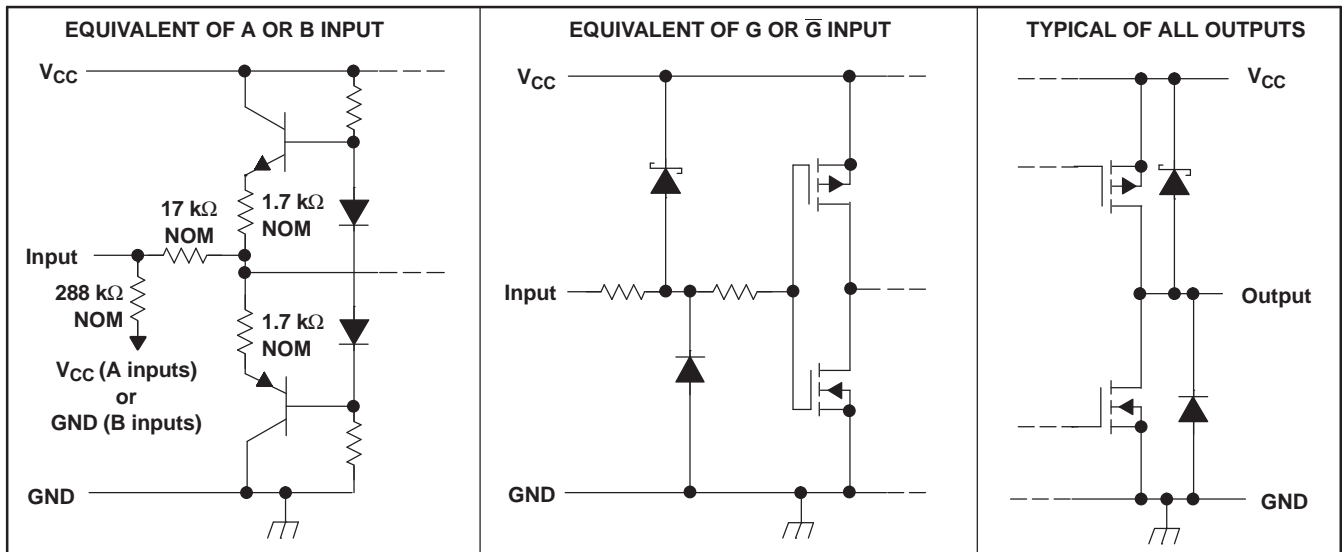 EQUIVALENT OF A OR B INPUT
VCC
17 kΩ
NOM
1.7 kΩ
NOM
Input
288 kΩ
NOM
1.7 kΩ
NOM
VCC (A inputs)
or
GND (B inputs)
GND
EQUIVALENT OF G OR G̅ INPUT
VCC
Input
GND
TYPICAL OF ALL OUTPUTS
VCC
Output
GND